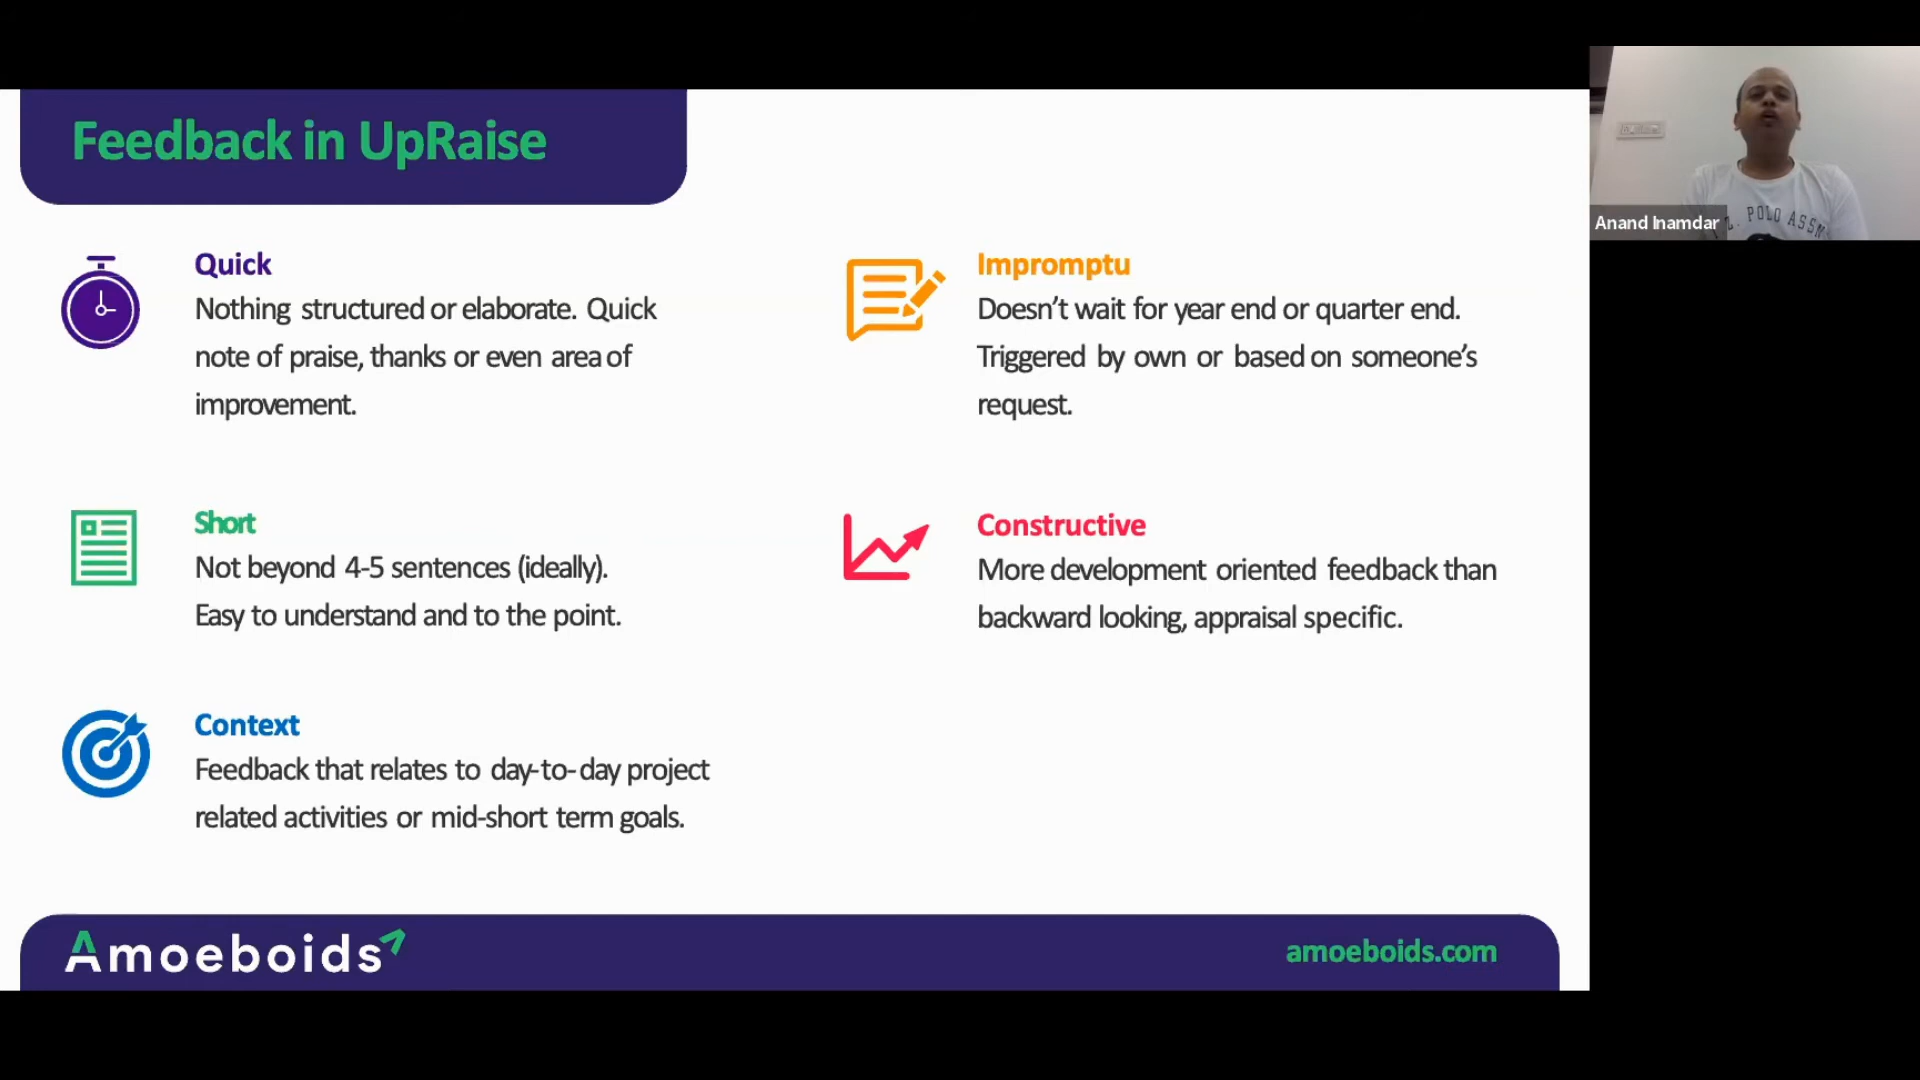 Feedback in UpRaise
Quick
Nothing structured or elaborate. Quick
note of praise, thanks or even area of
improvement.
Short
Not beyond 4-5 sentences (ideally).
Easy to understand and to the point.
Context
Feedback that relates to day-to-day project
related activities or mid-short term goals.
Impromptu
Doesn’t wait for year end or quarter end.
Triggered by own or based on someone’s
request.
Constructive
More development oriented feedback than
backward looking, appraisal specific.
Amoeboids
amoeboids.com
POLO ASSN
Anand Inamdar